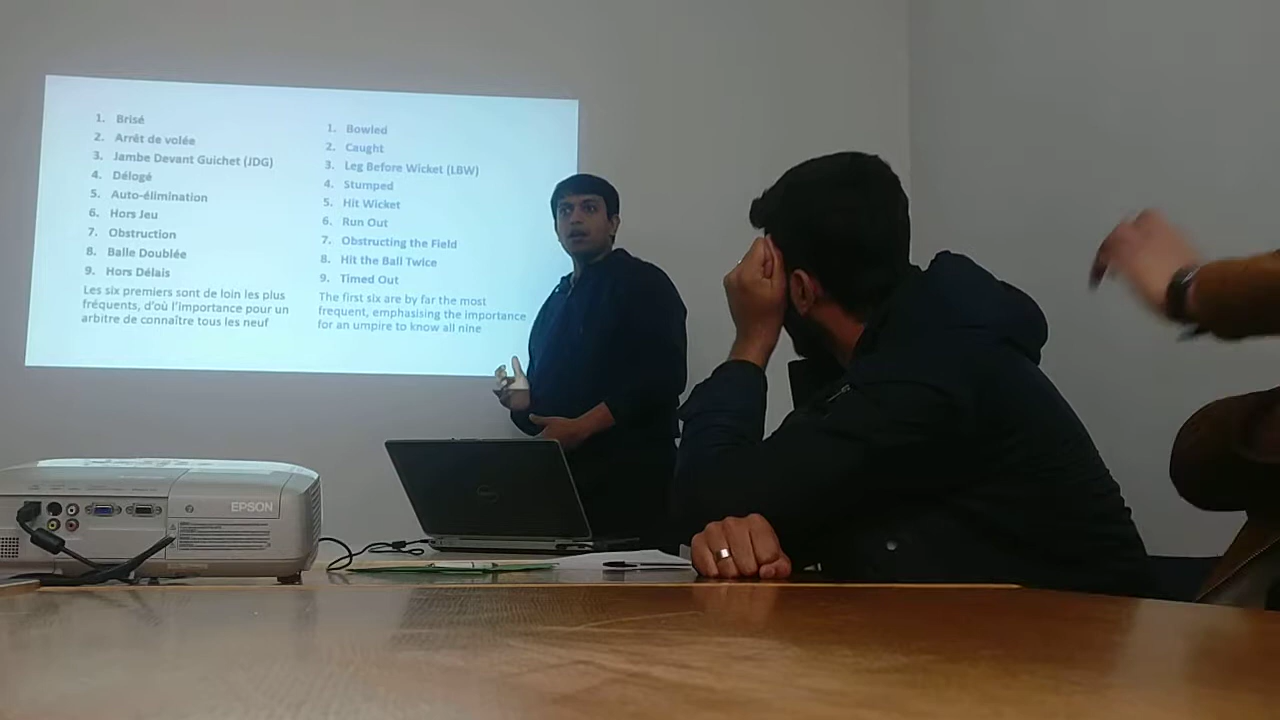 1. Brisé
2. Arrêt de volée
3. Jambe Devant Guichet (JDG)
4. Délogé
5. Auto-élimination
6. Hors Jeu
7. Obstruction
8. Balle Doublée
9. Hors Délais
Les six premiers sont de loin les plus
fréquents, d'où l'importance pour un
arbitre de connaître tous les neuf
1. Bowled
2. Caught
3. Leg Before Wicket (LBW)
4. Stumped
5. Hit Wicket
6. Run Out
7. Obstructing the Field
8. Hit the Ball Twice
9. Timed Out
The first six are by far the most
frequent, emphasising the importance
for an umpire to know all nine
EPSON